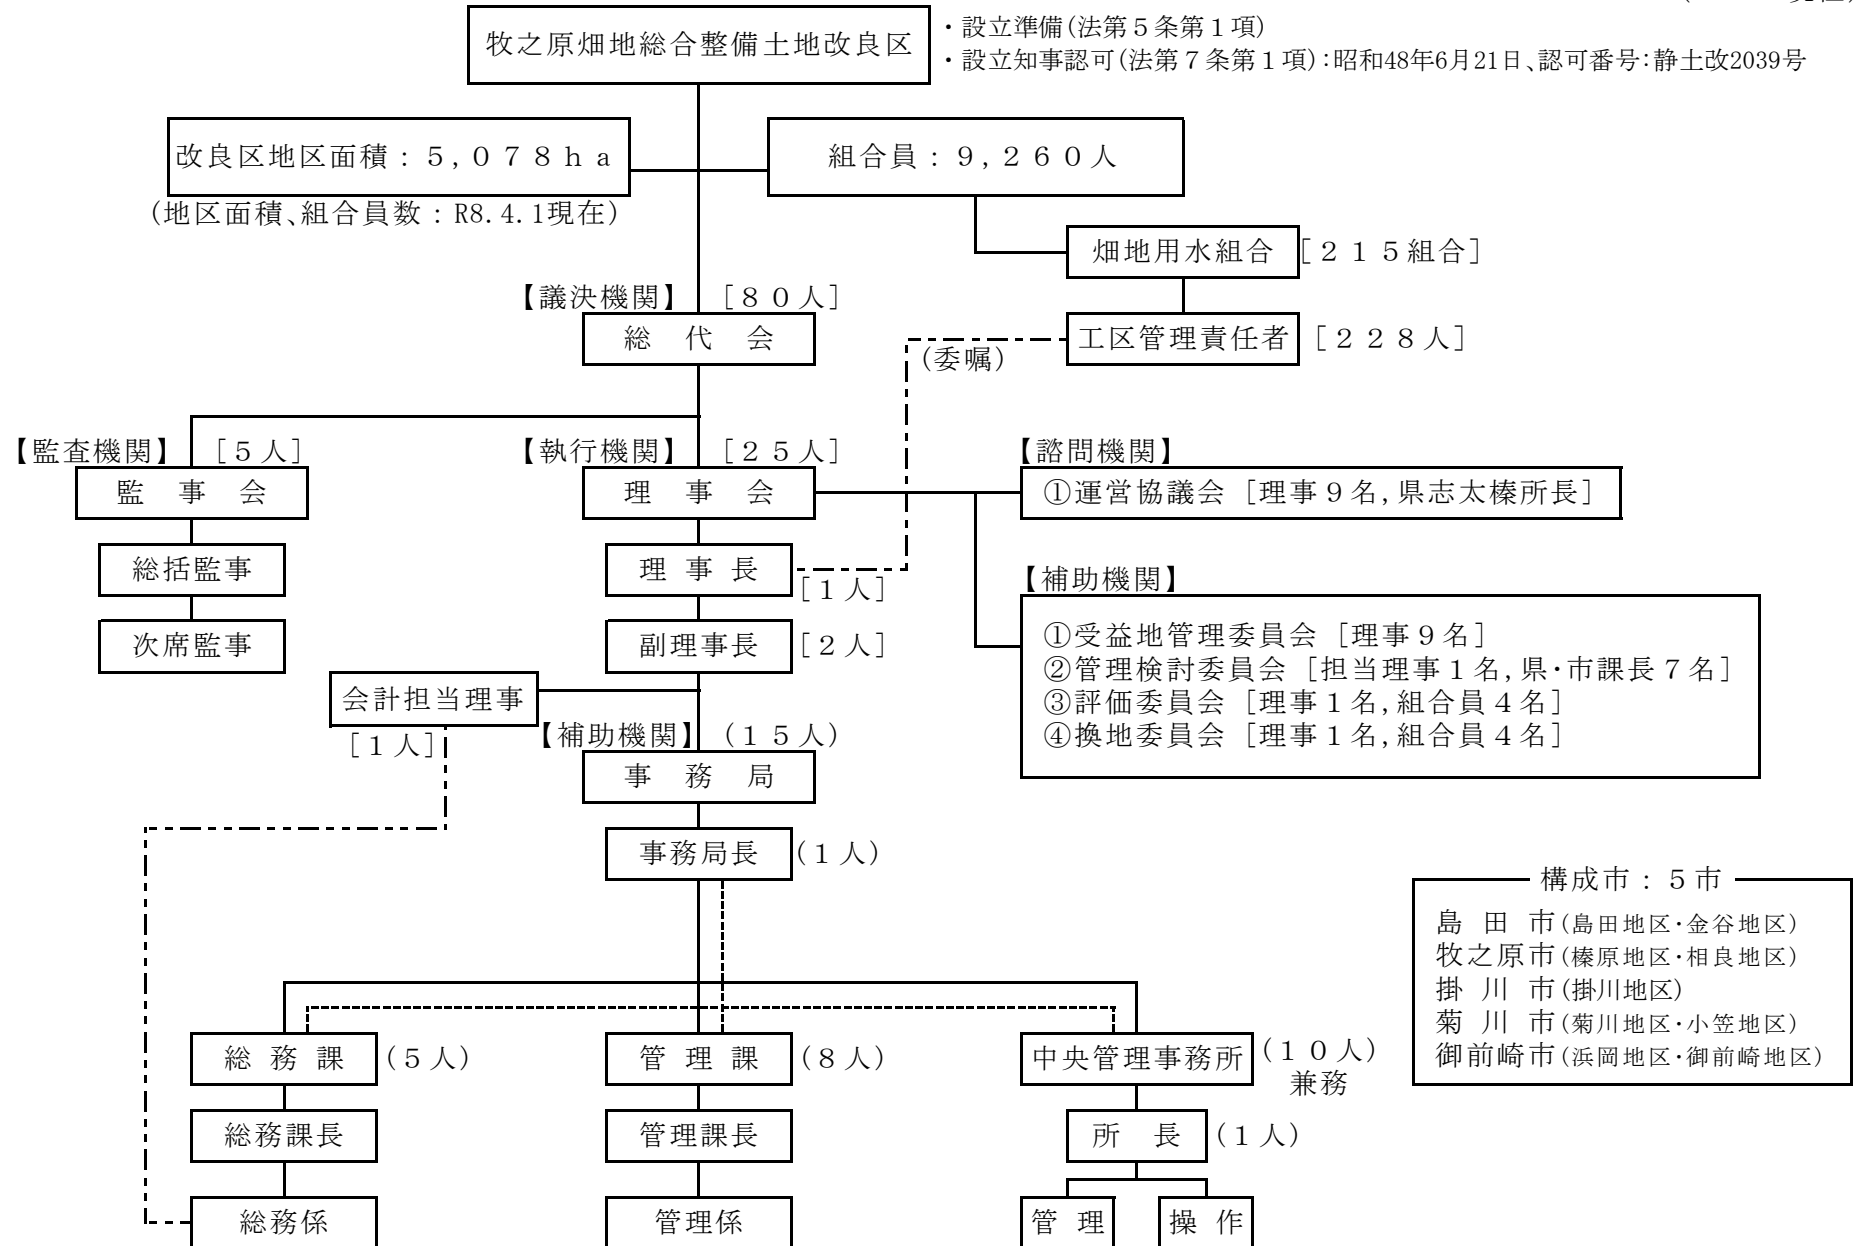 牧之原畑地総合整備土地改良区
・設立準備(法第5条第1項)
・設立知事認可(法第7条第1項):昭和48年6月21日、認可番号:静土改2039号
改良区地区面積:5,078ha
組合員:9,260人
(地区面積、組合員数:R8.4.1現在)
畑地用水組合 [215組合]
【議決機関】 [80人]
総代会
工区管理責任者 [228人]
(委嘱)
【監査機関】 [5人]
【執行機関】 [25人]
【諮問機関】
監事会
理事会
①運営協議会 [理事9名,県志太榛所長]
総括監事
理事長
[1人]
【補助機関】
次席監事
副理事長 [2人]
①受益地管理委員会 [理事9名]
②管理検討委員会 [担当理事1名,県・市課長7名]
③評価委員会 [理事1名,組合員4名]
④換地委員会 [理事1名,組合員4名]
会計担当理事
[1人]
【補助機関】 (15人)
事務局
事務局長 (1人)
構成市:5市
島田市(島田地区・金谷地区)
牧之原市(榛原地区・相良地区)
掛川市(掛川地区)
菊川市(菊川地区・小笠地区)
御前崎市(浜岡地区・御前崎地区)
総務課 (5人)
管理課 (8人)
中央管理事務所 (10人)
兼務
総務課長
管理課長
所長 (1人)
総務係
管理係
管理
操作